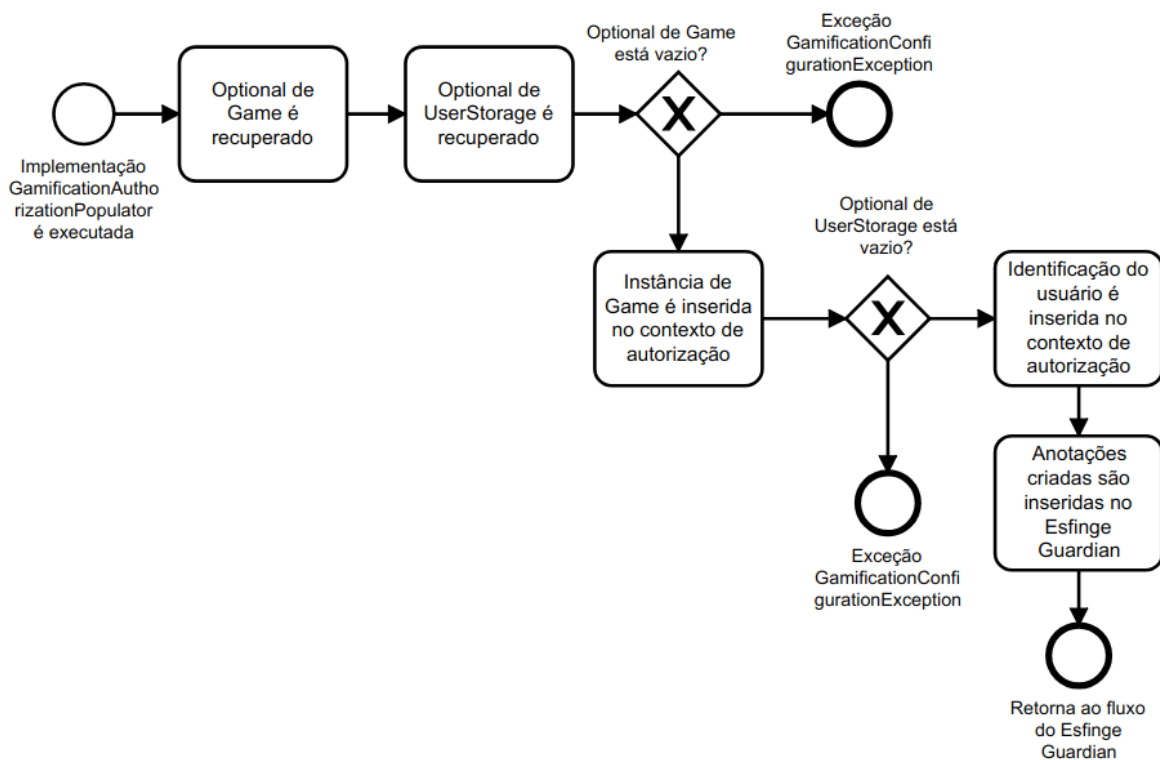 Optional de Game
está vazio?
Exceção
GamificationConfi
gurationException
Optional de
Game é
recuperado
Optional de
UserStorage é
recuperado
Implementação
GamificationAutho
rizationPopulator
é executada
Optional de
UserStorage está
vazio?
Instância de
Game é inserida
no contexto de
autorização
Identificação do
usuário é
inserida no
contexto de
autorização
Anotações
criadas são
inseridas no
Esfinge
Guardian
Exceção
GamificationConfi
gurationException
Retorna ao fluxo
do Esfinge
Guardian